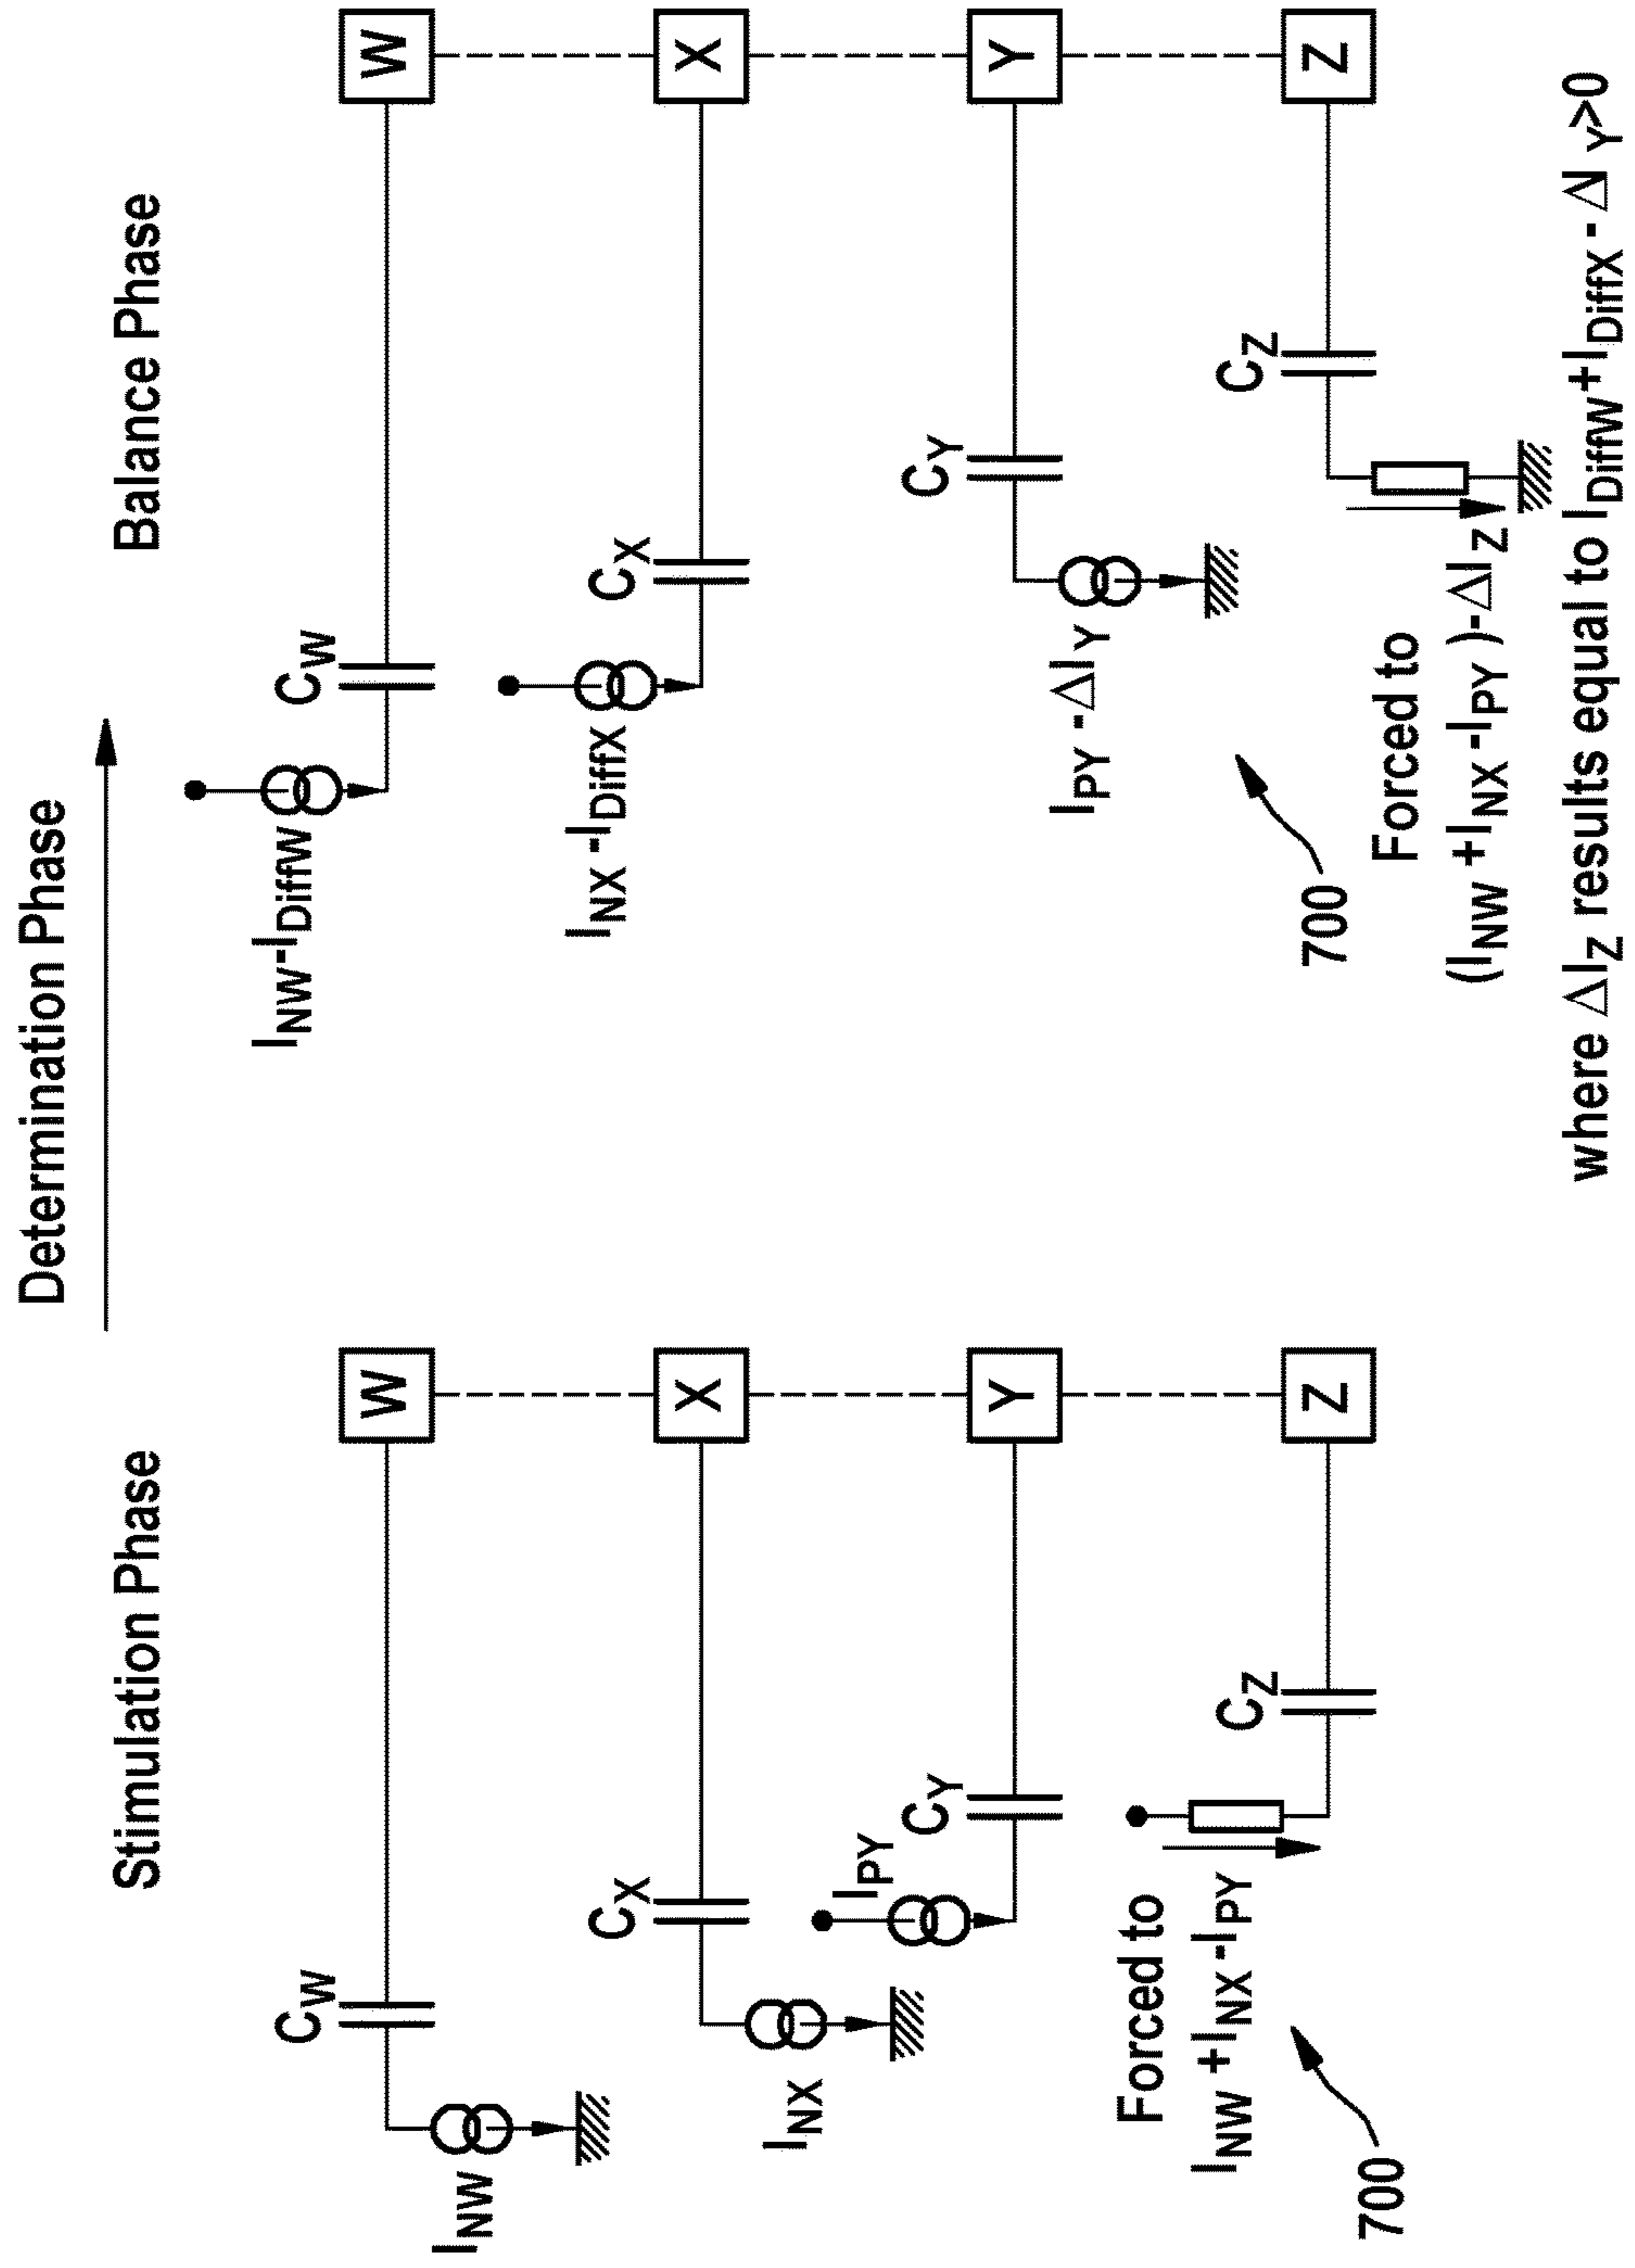 Determination Phase
Stimulation Phase
C_W
I_NW
W
C_X
I_NX
X
I_PY
C_Y
Y
C_Z
Forced to
I_NW+I_NX-I_PY
Z
700
Balance Phase
C_W
I_NW-I_DiffW
W
C_X
I_NX-I_DiffX
X
C_Y
I_PY-ΔI_Y
Y
C_Z
Z
700
Forced to
(I_NW+I_NX-I_PY)-ΔI_Z
where ΔI_Z results equal to I_DiffW+I_DiffX-ΔI_Y>0